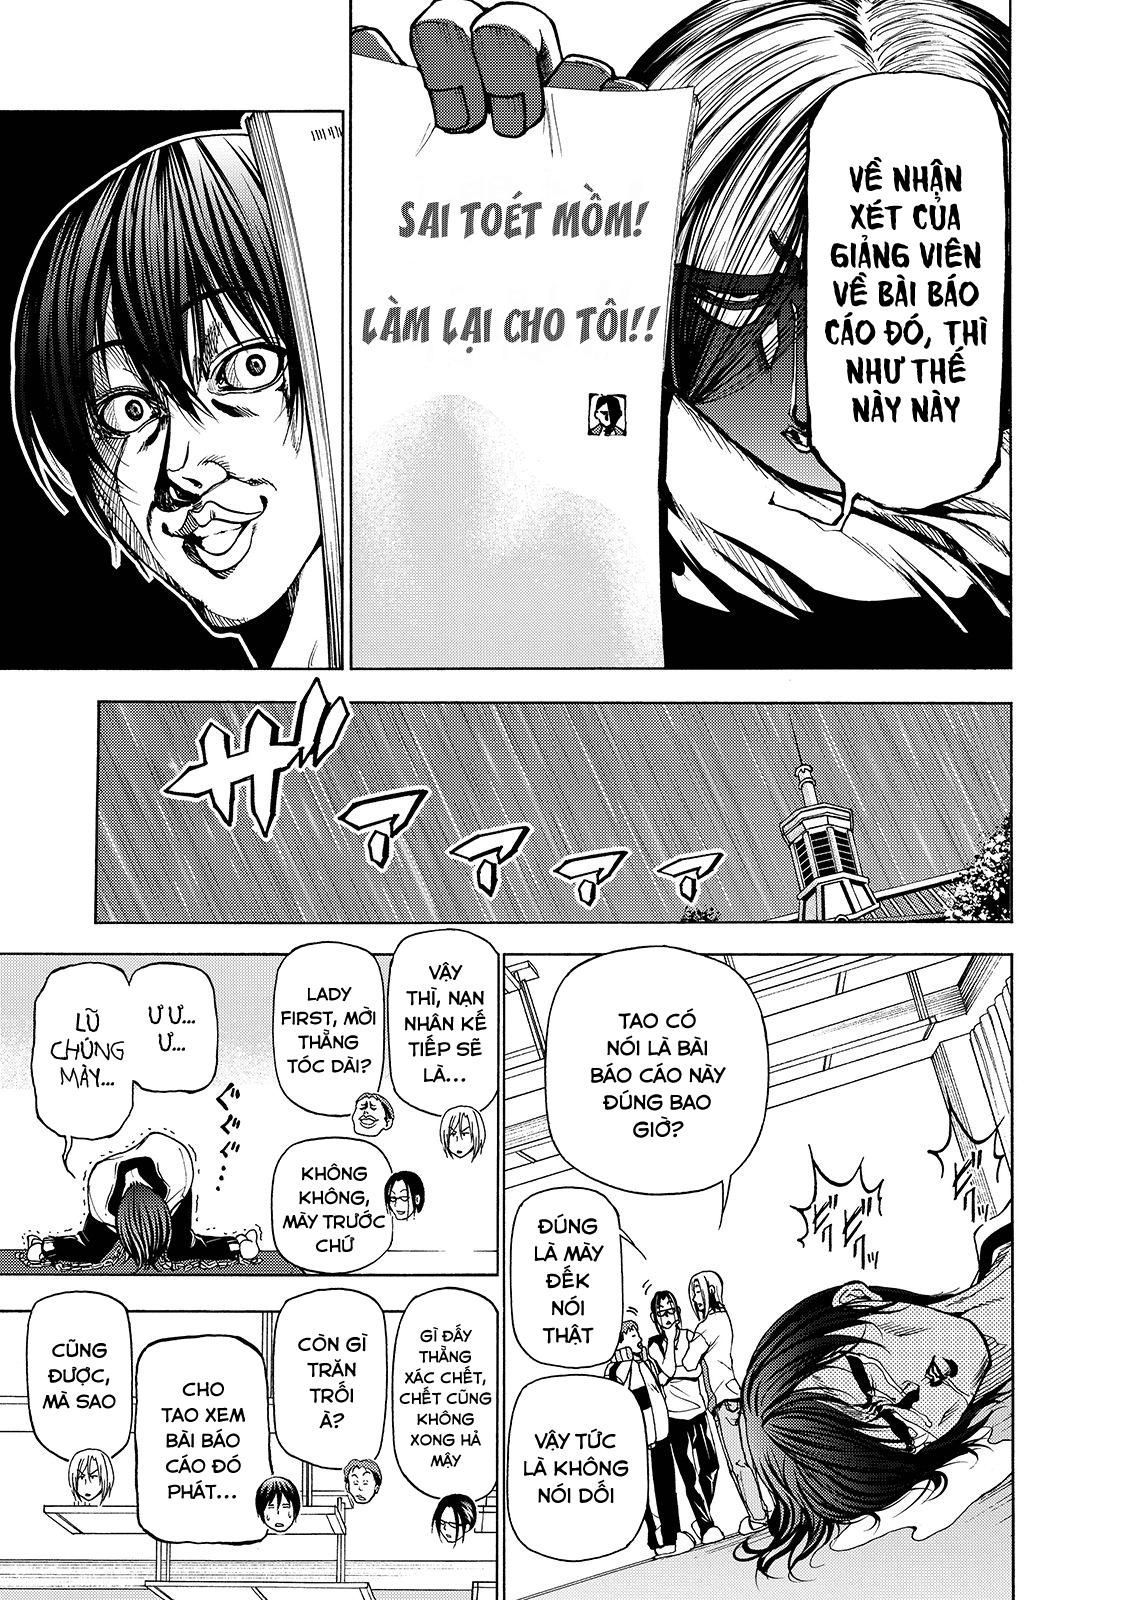 VỀ NHẬN
XÉT CỦA
GIẢNG VIÊN
VỀ BÀI BÁO
CÁO ĐÓ, THÌ
NHƯ THẾ
NÀY NÀY
SAI TOÉT MỒM!
LÀM LẠI CHO TÔI!!
ザ
TAO CÓ
NÓI LÀ BÀI
BÁO CÁO NÀY
ĐÚNG BAO
GIỜ?
ĐÚNG
LÀ MÀY
ĐẾK
NÓI
THẬT
VẬY TỨC
LÀ KHÔNG
NÓI DỐI
VẬY
THÌ, NẠN
NHÂN KẾ
TIẾP SẼ
LÀ...
LADY
FIRST, MỜI
THẰNG
TÓC DÀI?
KHÔNG
KHÔNG,
MÀY TRƯỚC
CHỨ
Ư Ư...
Ư...
LŨ
CHÚNG
MÀY...
GÌ ĐẤY
THẰNG
XÁC CHẾT,
CHẾT CŨNG
KHÔNG
XONG HẢ
MẬY
CÒN GÌ
TRĂN
TRỐI
À?
CHO
TAO XEM
BÀI BÁO
CÁO ĐÓ
PHÁT...
CŨNG
ĐƯỢC,
MÀ SAO